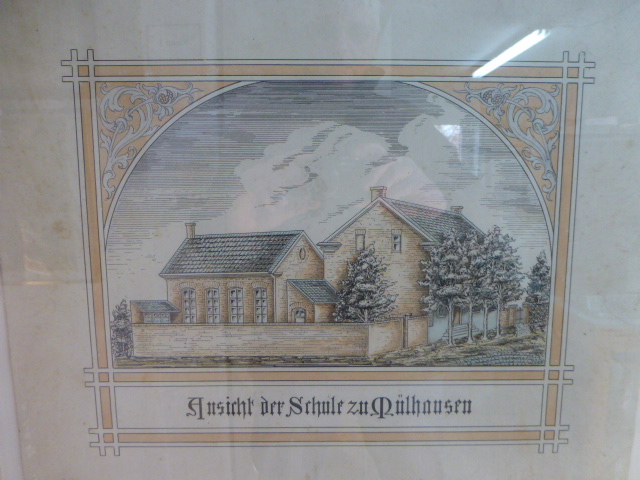 Ansicht der Schule zu Mülhausen